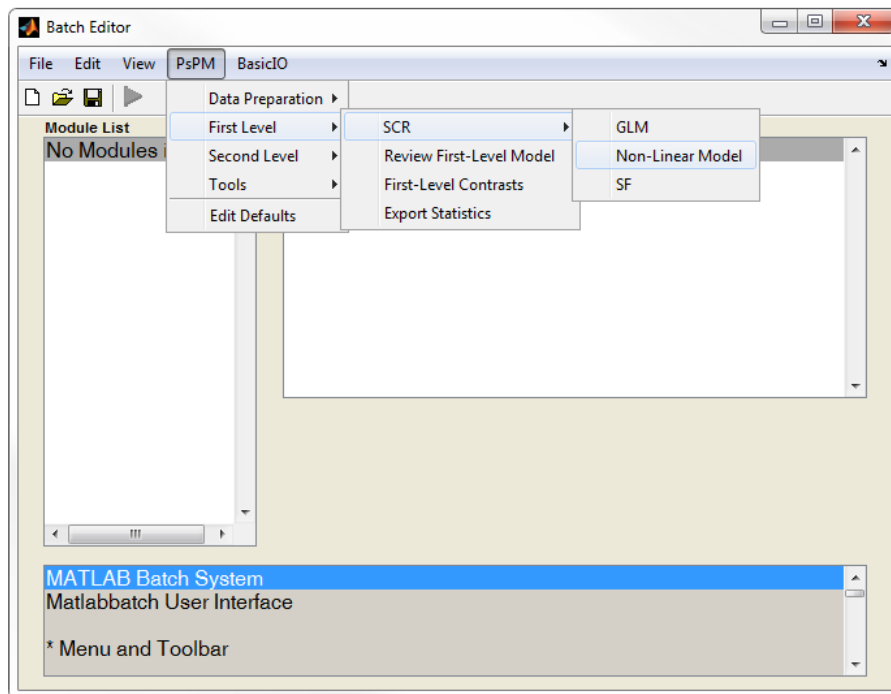 Batch Editor
File Edit View PsPM BasicIO
Data Preparation
First Level
Second Level
Tools
Edit Defaults
SCR
Review First-Level Model
First-Level Contrasts
Export Statistics
GLM
Non-Linear Model
SF
Module List
No Modules i
MATLAB Batch System
Matlabbatch User Interface
* Menu and Toolbar